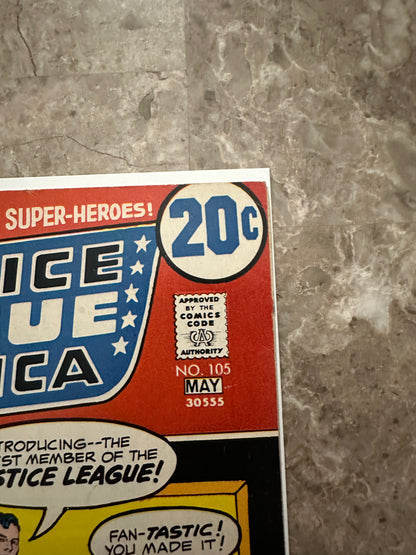 SUPER-HEROES!
20¢
ICE
UE
ICA
APPROVED
BY THE
COMICS
CODE
CA
AUTHORITY
NO. 105
MAY
30555
TRODUCING--THE
ST MEMBER OF THE
STICE LEAGUE!
FAN-TASTIC!
YOU MADE IT!